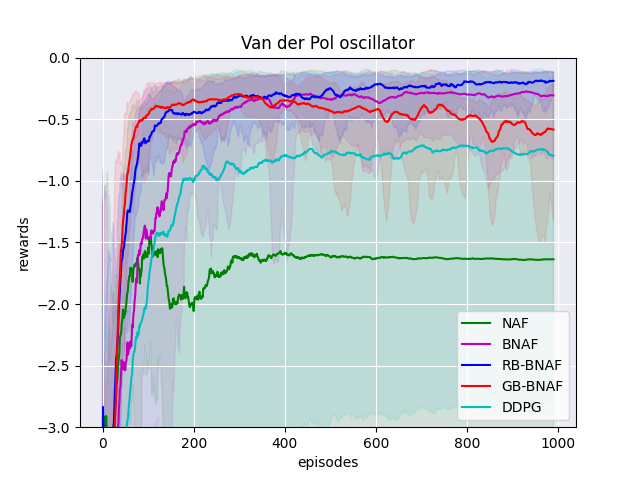 Van der Pol oscillator
0.0
−0.5
−1.0
−1.5
−2.0
−2.5
−3.0
rewards
0 200 400 600 800 1000
episodes
NAF
BNAF
RB-BNAF
GB-BNAF
DDPG